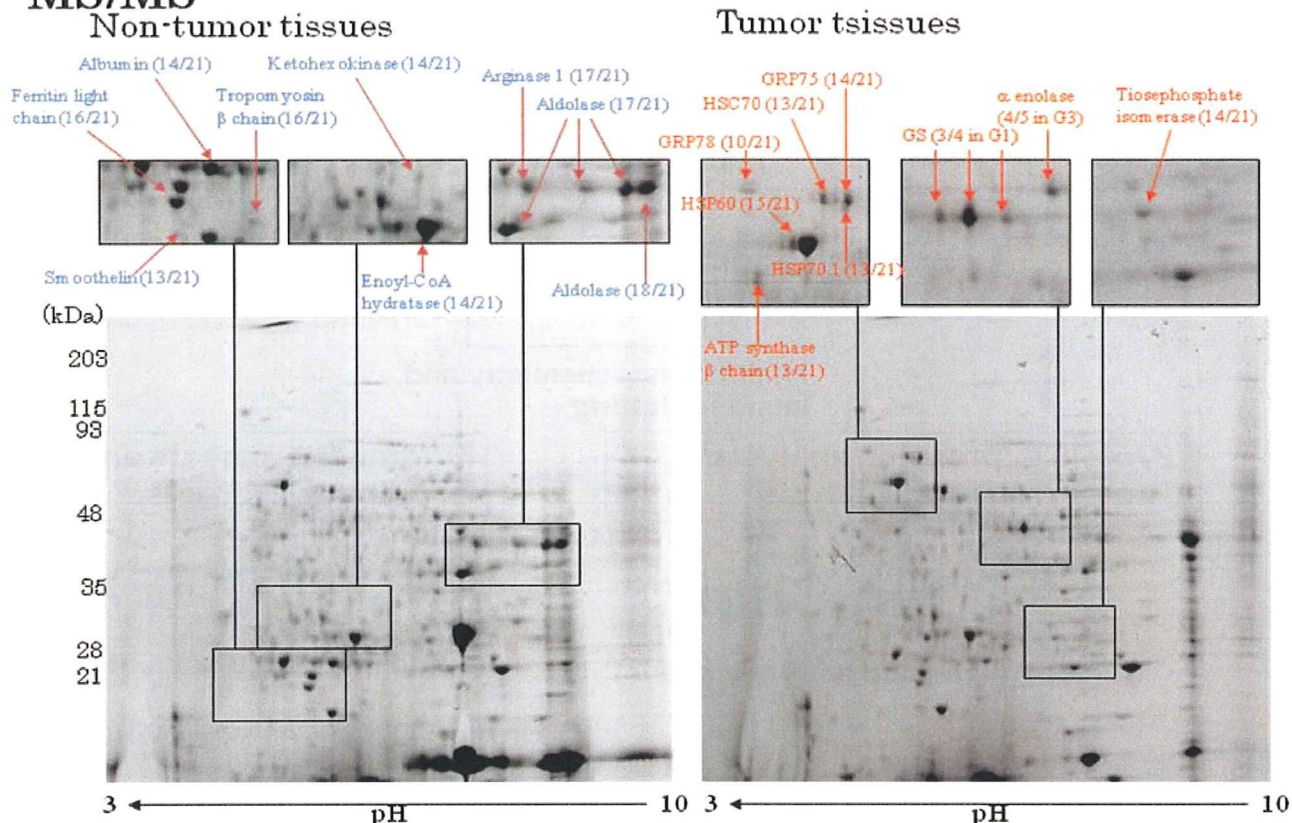 MS/MS
Non-tumor tissues
Tumor tsissues
Albumin (14/21)
Ketohexokinase (14/21)
Ferritin light
chain (16/21)
Tropomyosin
β chain (16/21)
Arginase 1 (17/21)
Aldolase (17/21)
Smoothelin (13/21)
Enoyl-CoA
hydratase (14/21)
Aldolase (18/21)
GRP75 (14/21)
HSC70 (13/21)
GRP78 (10/21)
HSP60 (15/21)
HSP70.1 (13/21)
ATP synthase
β chain (13/21)
α enolase
(4/5 in G3)
GS (3/4 in G1)
Tiosephosphate
isomerase (14/21)
(kDa)
203
115
93
48
35
28
21
3
pH
10
3
pH
10